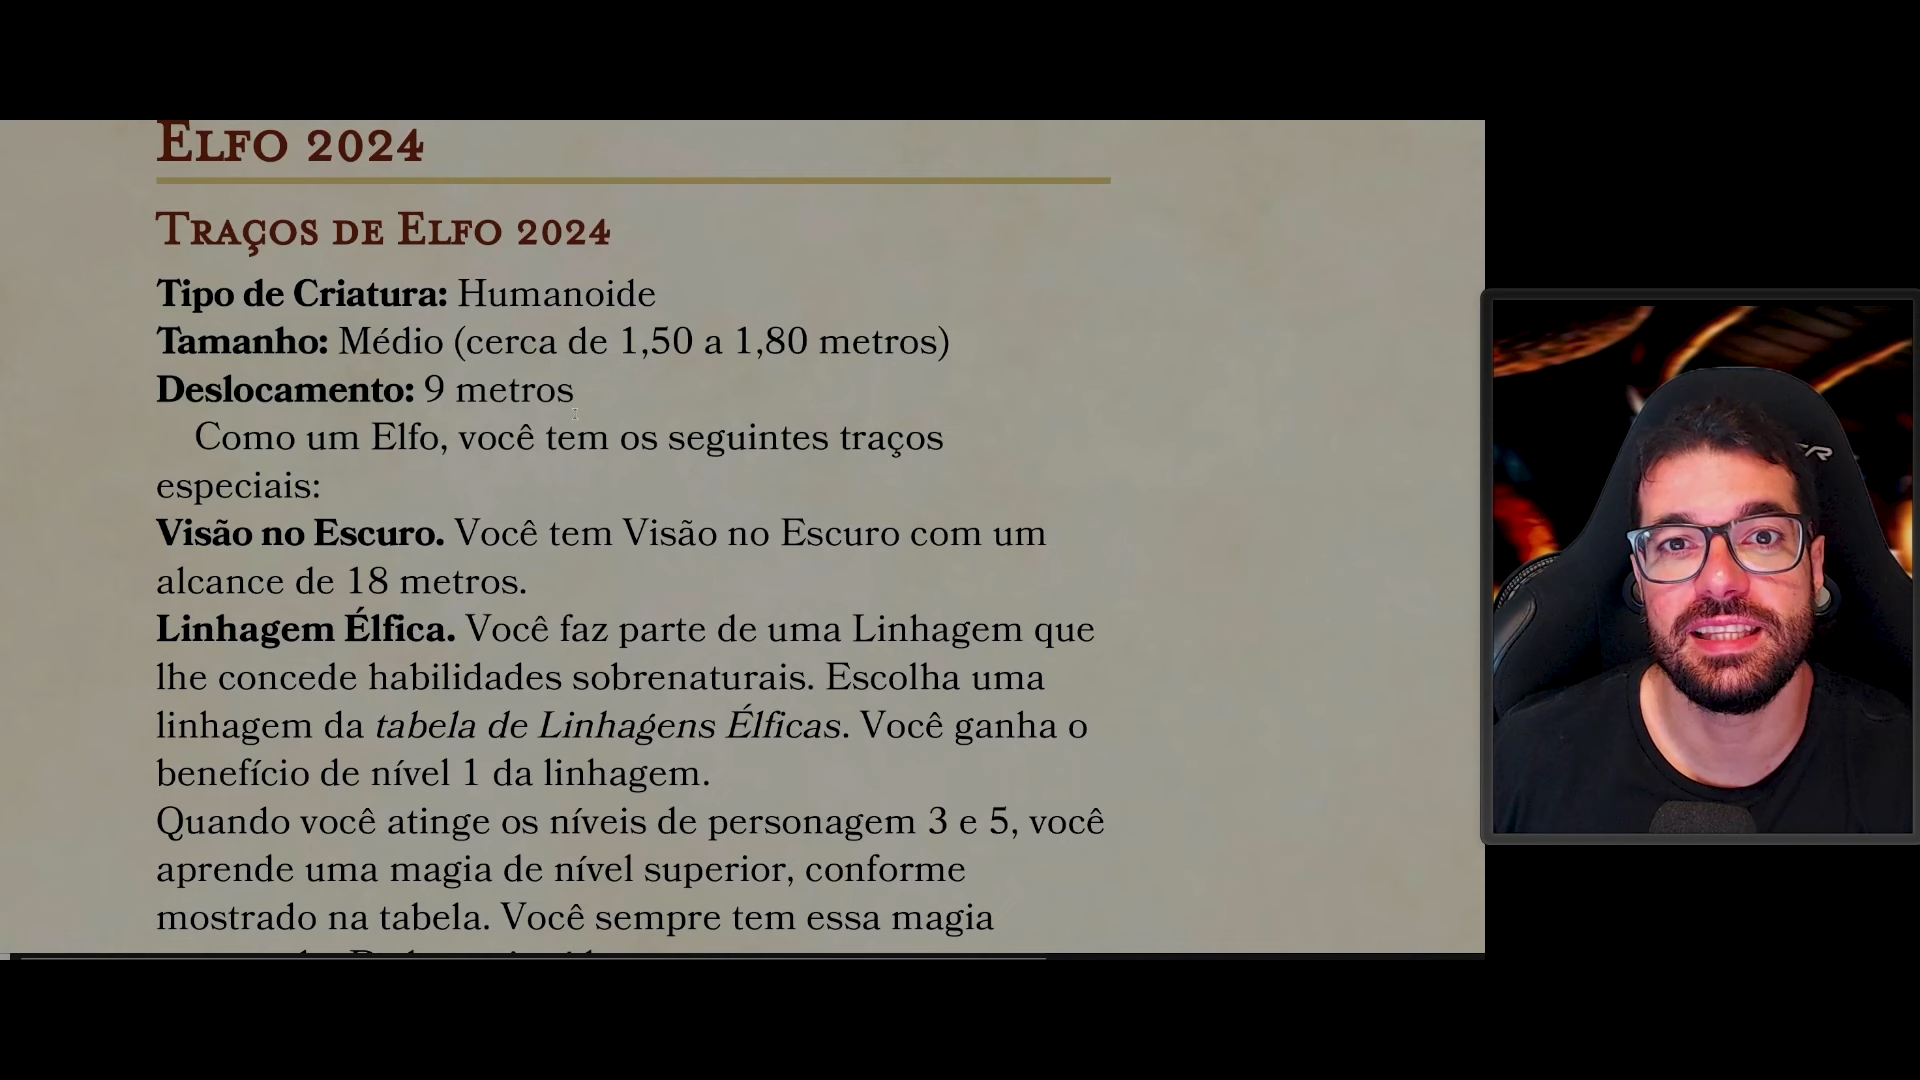 Elfo 2024
Traços de Elfo 2024
Tipo de Criatura: Humanoide
Tamanho: Médio (cerca de 1,50 a 1,80 metros)
Deslocamento: 9 metros
Como um Elfo, você tem os seguintes traços
especiais:
Visão no Escuro. Você tem Visão no Escuro com um
alcance de 18 metros.
Linhagem Élfica. Você faz parte de uma Linhagem que
lhe concede habilidades sobrenaturais. Escolha uma
linhagem da tabela de Linhagens Élficas. Você ganha o
benefício de nível 1 da linhagem.
Quando você atinge os níveis de personagem 3 e 5, você
aprende uma magia de nível superior, conforme
mostrado na tabela. Você sempre tem essa magia